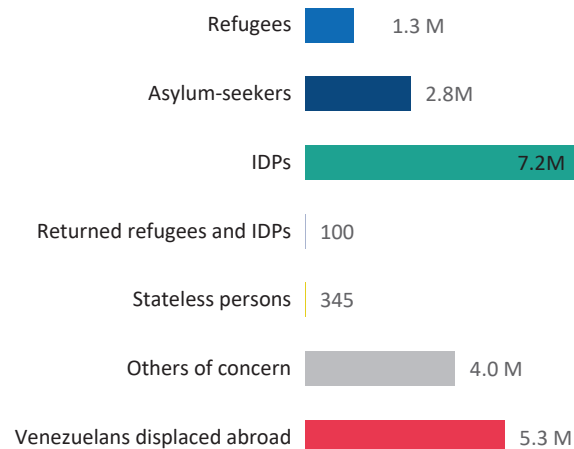 Refugees 1.3 M
Asylum-seekers 2.8M
IDPs 7.2M
Returned refugees and IDPs 100
Stateless persons 345
Others of concern 4.0 M
Venezuelans displaced abroad 5.3 M